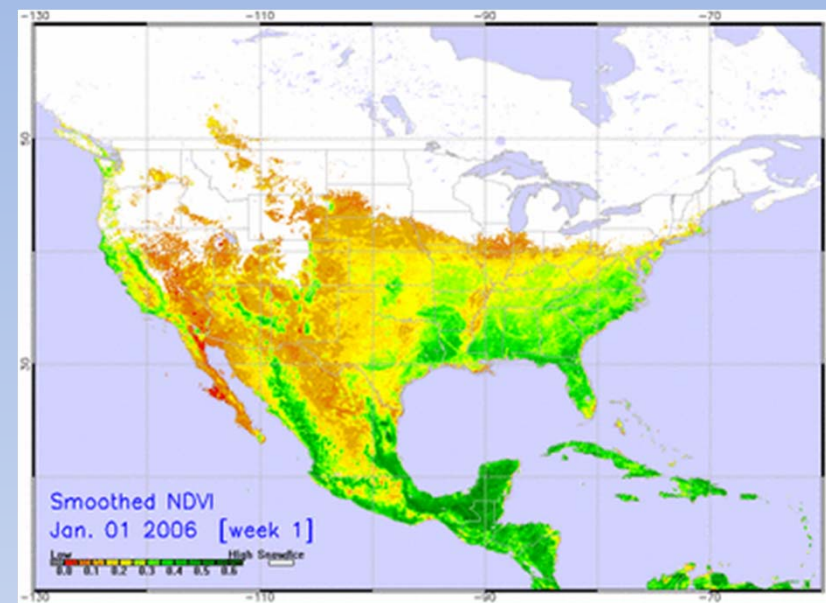 -130 -110 -90 -70
50
30
Smoothed NDVI
Jan. 01 2006 [week 1]
Low High Snow/Ice
0.0 0.1 0.2 0.3 0.4 0.5 0.6
-130 -110 -90 -70